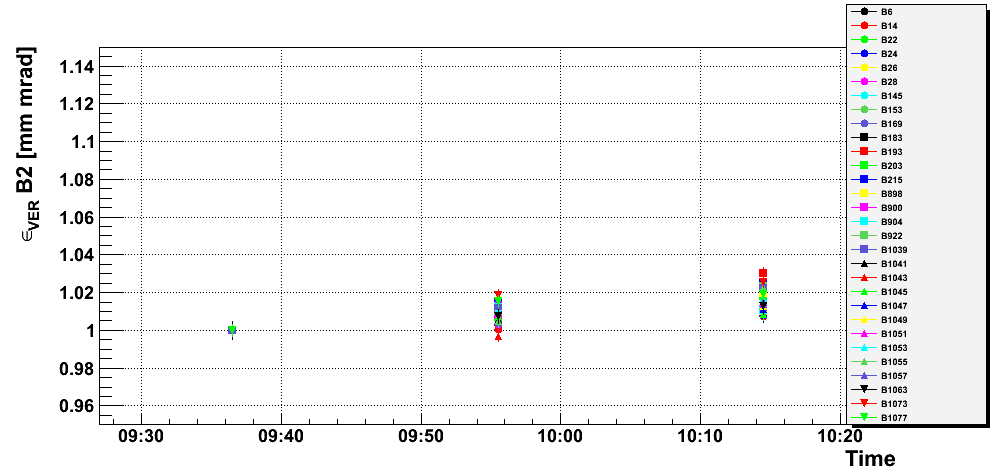 B6
B14
B22
B24
B26
B28
B145
B153
B169
B183
B193
B203
B215
B898
B900
B904
B922
B1039
B1041
B1043
B1045
B1047
B1049
B1051
B1053
B1055
B1057
B1063
B1073
B1077
ϵVER B2 [mm mrad]
1.14
1.12
1.1
1.08
1.06
1.04
1.02
1
0.98
0.96
09:30 09:40 09:50 10:00 10:10 10:20
Time